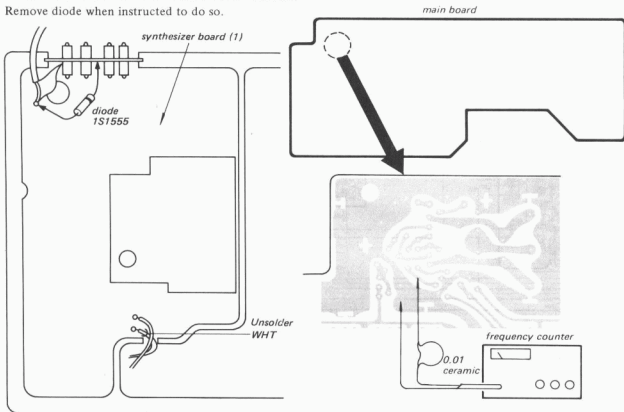 Remove diode when instructed to do so.
main board
synthesizer board (1)
diode
1S1555
Unsolder
WHT
0.01
ceramic
frequency counter